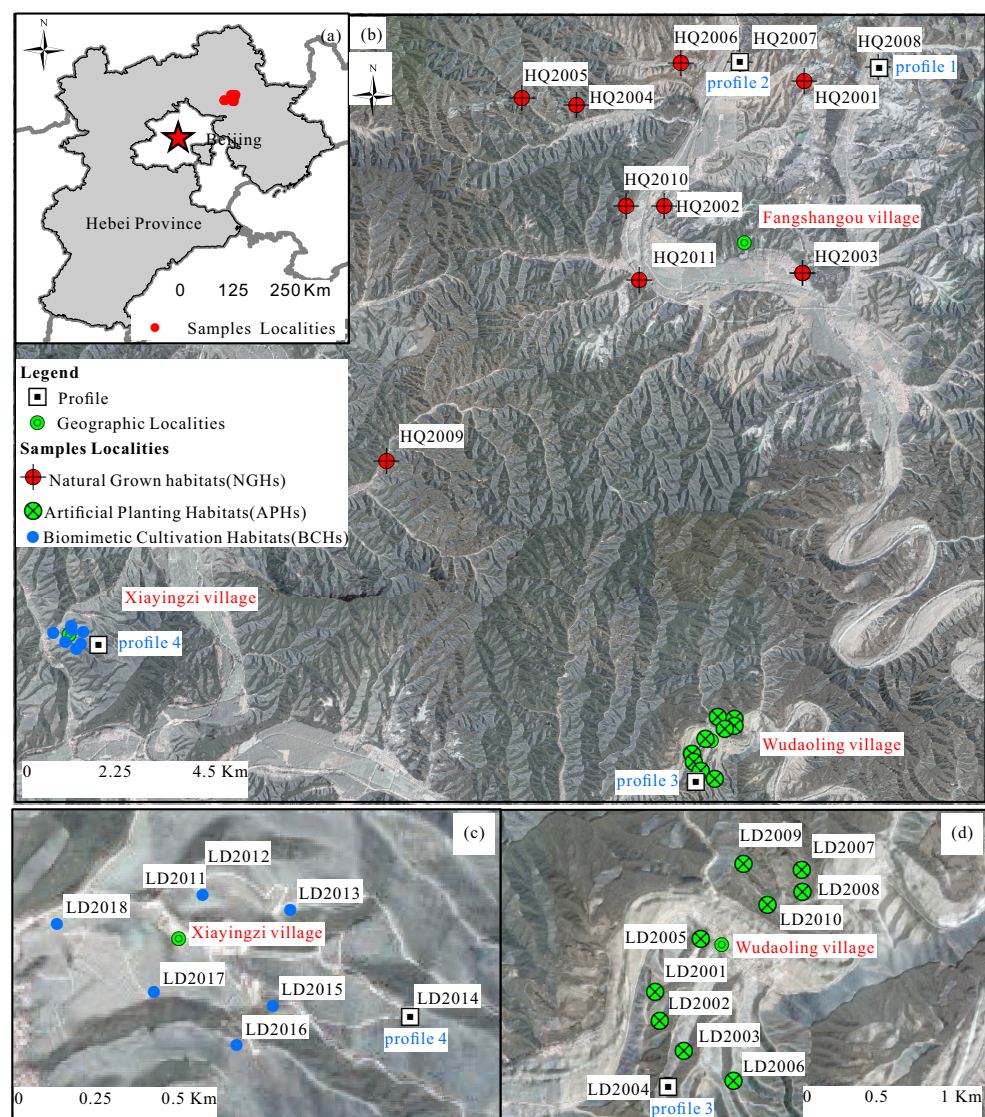 N
(a)
Beijing
Hebei Province
0 125 250 Km
Samples Localities
Legend
Profile
Geographic Localities
Samples Localities
Natural Grown habitats(NGHs)
Artificial Planting Habitats(APHs)
Biomimetic Cultivation Habitats(BCHs)
(b)
N
HQ2006
HQ2007
HQ2008
profile 2
profile 1
HQ2005
HQ2004
HQ2001
HQ2010
HQ2002
Fangshangou village
HQ2011
HQ2003
HQ2009
Xiayingzi village
profile 4
Wudaoling village
profile 3
0 2.25 4.5 Km
(c)
LD2012
LD2011
LD2013
LD2018
Xiayingzi village
LD2017
LD2015
LD2014
profile 4
LD2016
0 0.25 0.5 Km
(d)
LD2009
LD2007
LD2008
LD2010
LD2005
Wudaoling village
LD2001
LD2002
LD2003
LD2006
LD2004
profile 3
0 0.5 1 Km